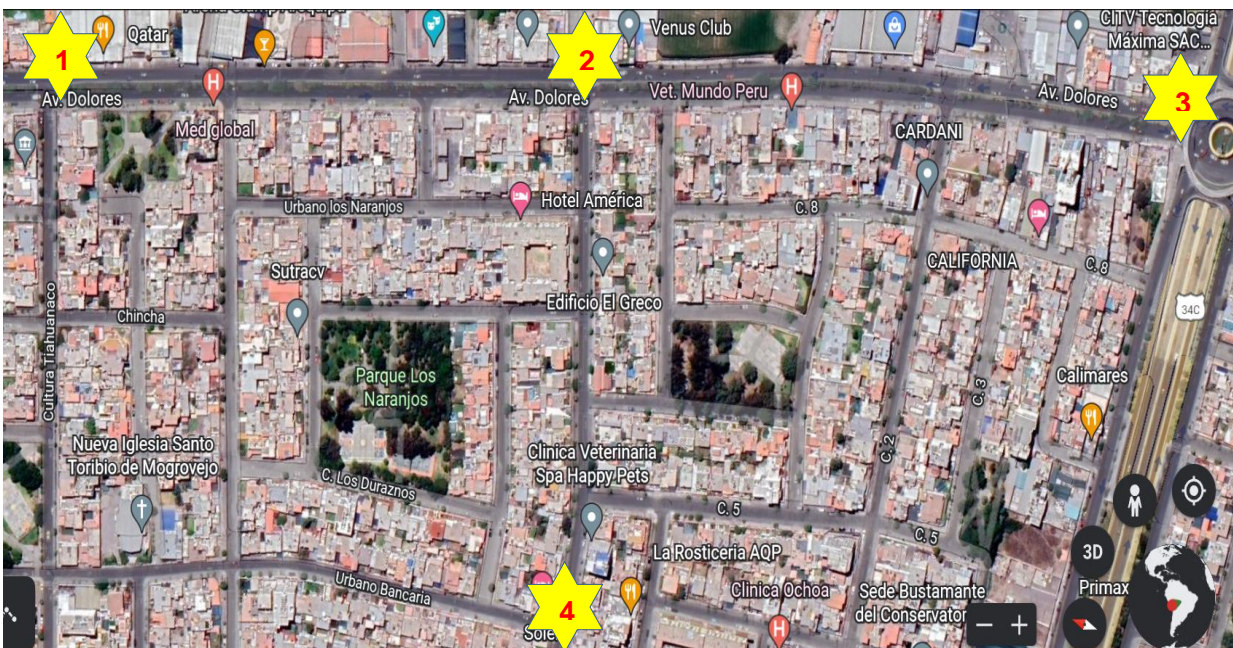 1
Qatar
2
Venus Club
CITV Tecnología
Máxima SAC...
3
Av. Dolores
Av. Dolores
Vet. Mundo Peru
Av. Dolores
Med global
CARDANI
Urbano los Naranjos
Hotel América
C. 8
Sutracv
CALIFORNIA
C. 8
Chincha
Edificio El Greco
34C
Cultura Tiahuanaco
Parque Los
Naranjos
Calimares
C. 3
Nueva Iglesia Santo
Toribio de Mogrovejo
Clinica Veterinaria
Spa Happy Pets
C. 2
C. Los Duraznos
C. 5
C. 5
La Rosticeria AQP
3D
Urbano Bancaria
4
Clinica Ochoa
Sede Bustamante
del Conservator
Primax